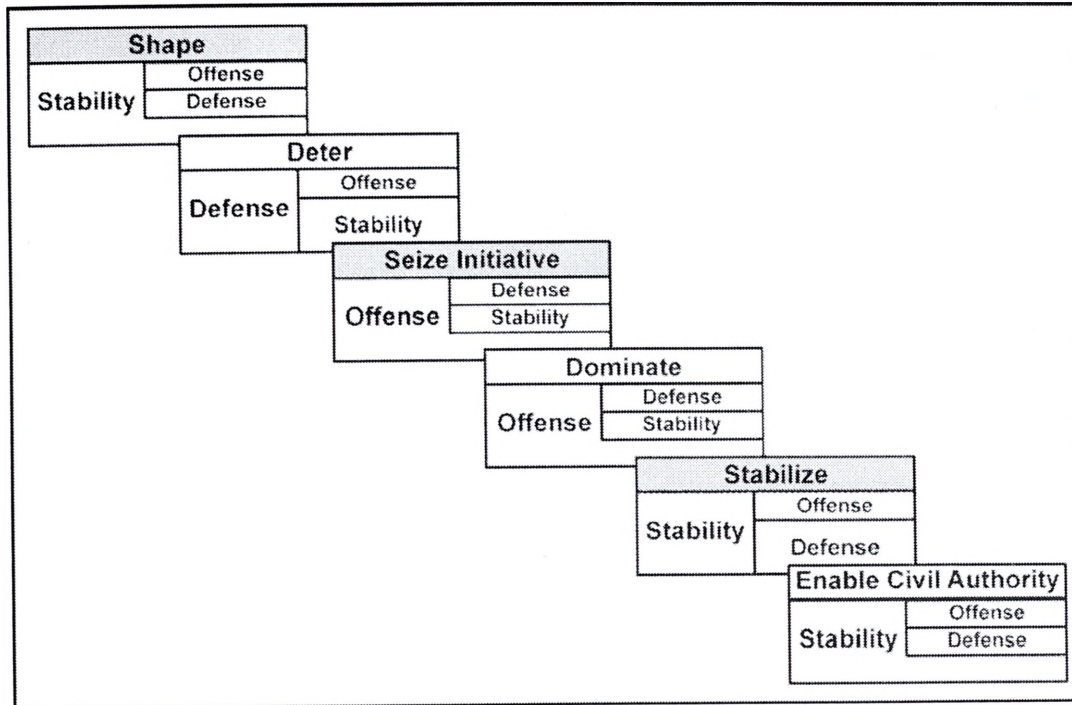 Shape
Offense
Stability
Defense
Deter
Offense
Defense
Stability
Seize Initiative
Defense
Offense
Stability
Dominate
Defense
Offense
Stability
Stabilize
Offense
Stability
Defense
Enable Civil Authority
Offense
Stability
Defense